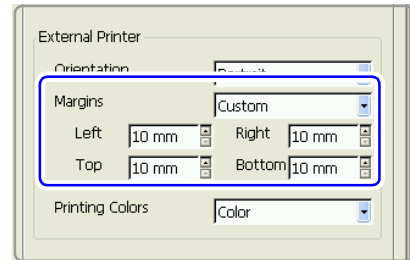 External Printer
Orientation Portrait
Margins Custom
Left 10 mm Right 10 mm
Top 10 mm Bottom 10 mm
Printing Colors Color